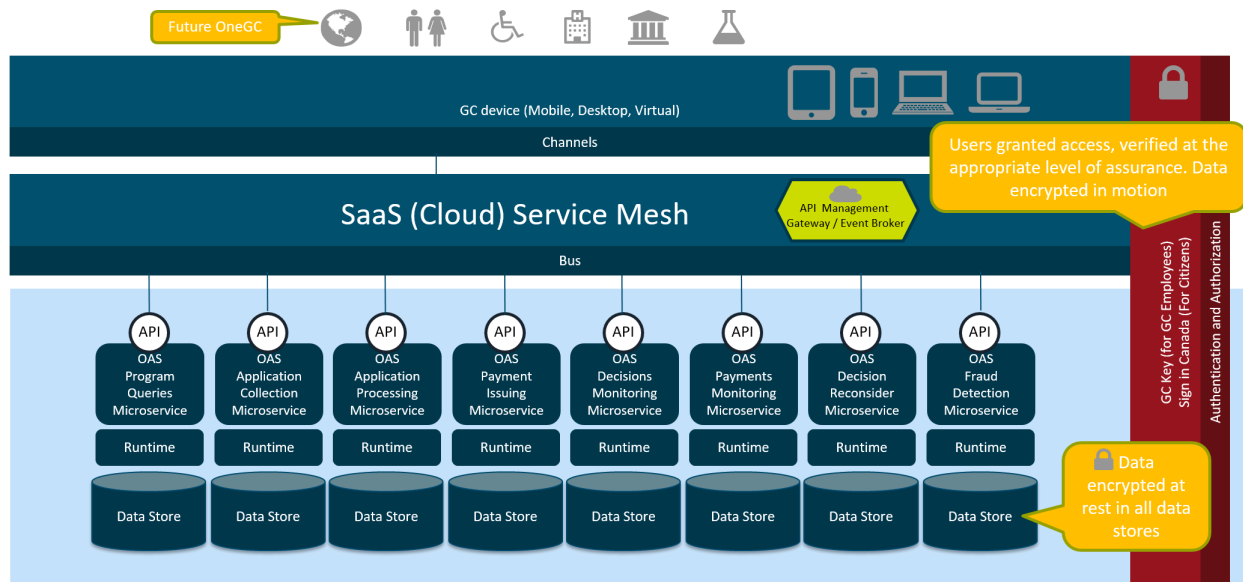 Future OneGC
GC device (Mobile, Desktop, Virtual)
Channels
Users granted access, verified at the
appropriate level of assurance. Data
encrypted in motion
SaaS (Cloud) Service Mesh
API Management
Gateway / Event Broker
Bus
GC Key (for GC Employees)
Sign in Canada (For Citizens)
Authentication and Authorization
API
OAS
Program
Queries
Microservice
Runtime
Data Store
API
OAS
Application
Collection
Microservice
Runtime
Data Store
API
OAS
Application
Processing
Microservice
Runtime
Data Store
API
OAS
Payment
Issuing
Microservice
Runtime
Data Store
API
OAS
Decisions
Monitoring
Microservice
Runtime
Data Store
API
OAS
Payments
Monitoring
Microservice
Runtime
Data Store
API
OAS
Decision
Reconsider
Microservice
Runtime
Data Store
API
OAS
Fraud
Detection
Microservice
Runtime
Data Store
Data
encrypted at
rest in all data
stores